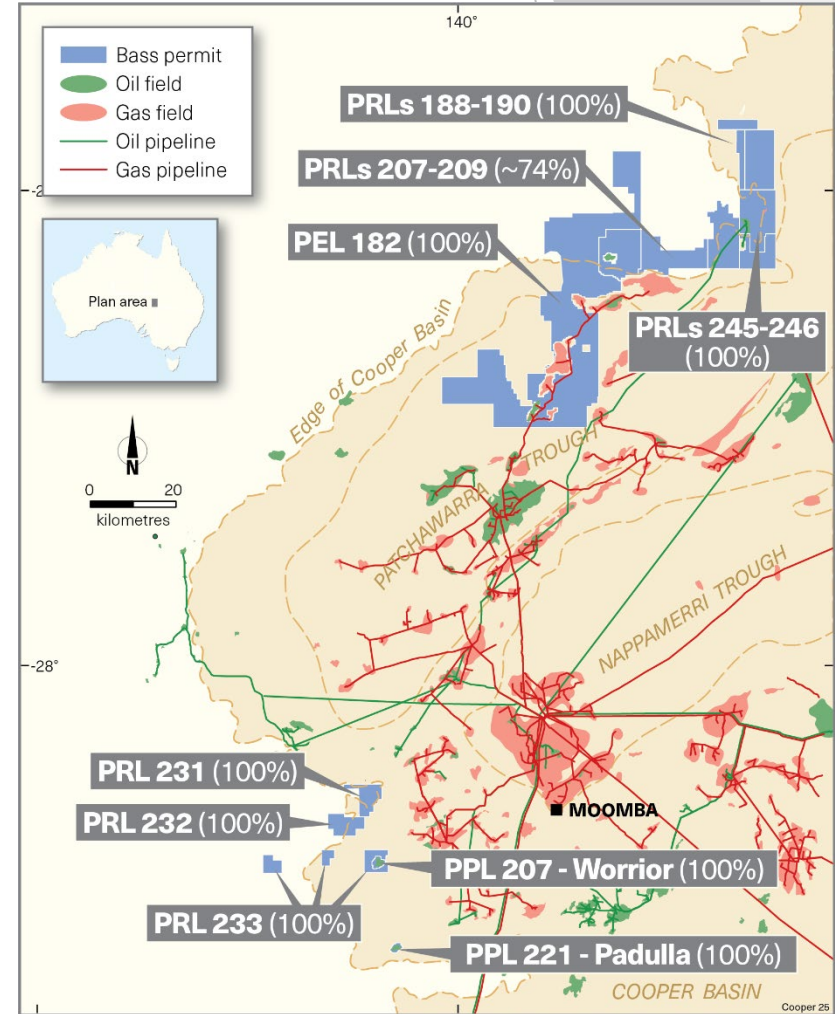 140°
Bass permit
Oil field
Gas field
Oil pipeline
Gas pipeline
PRLs 188-190 (100%)
PRLs 207-209 (~74%)
PEL 182 (100%)
Plan area
PRLs 245-246
(100%)
Edge of Cooper Basin
N
0 20
kilometres
PATCHAWARRA TROUGH
NAPPAMERRI TROUGH
-28°
PRL 231 (100%)
MOOMBA
PRL 232 (100%)
PPL 207 - Worrior (100%)
PRL 233 (100%)
PPL 221 - Padulla (100%)
COOPER BASIN
Cooper 25